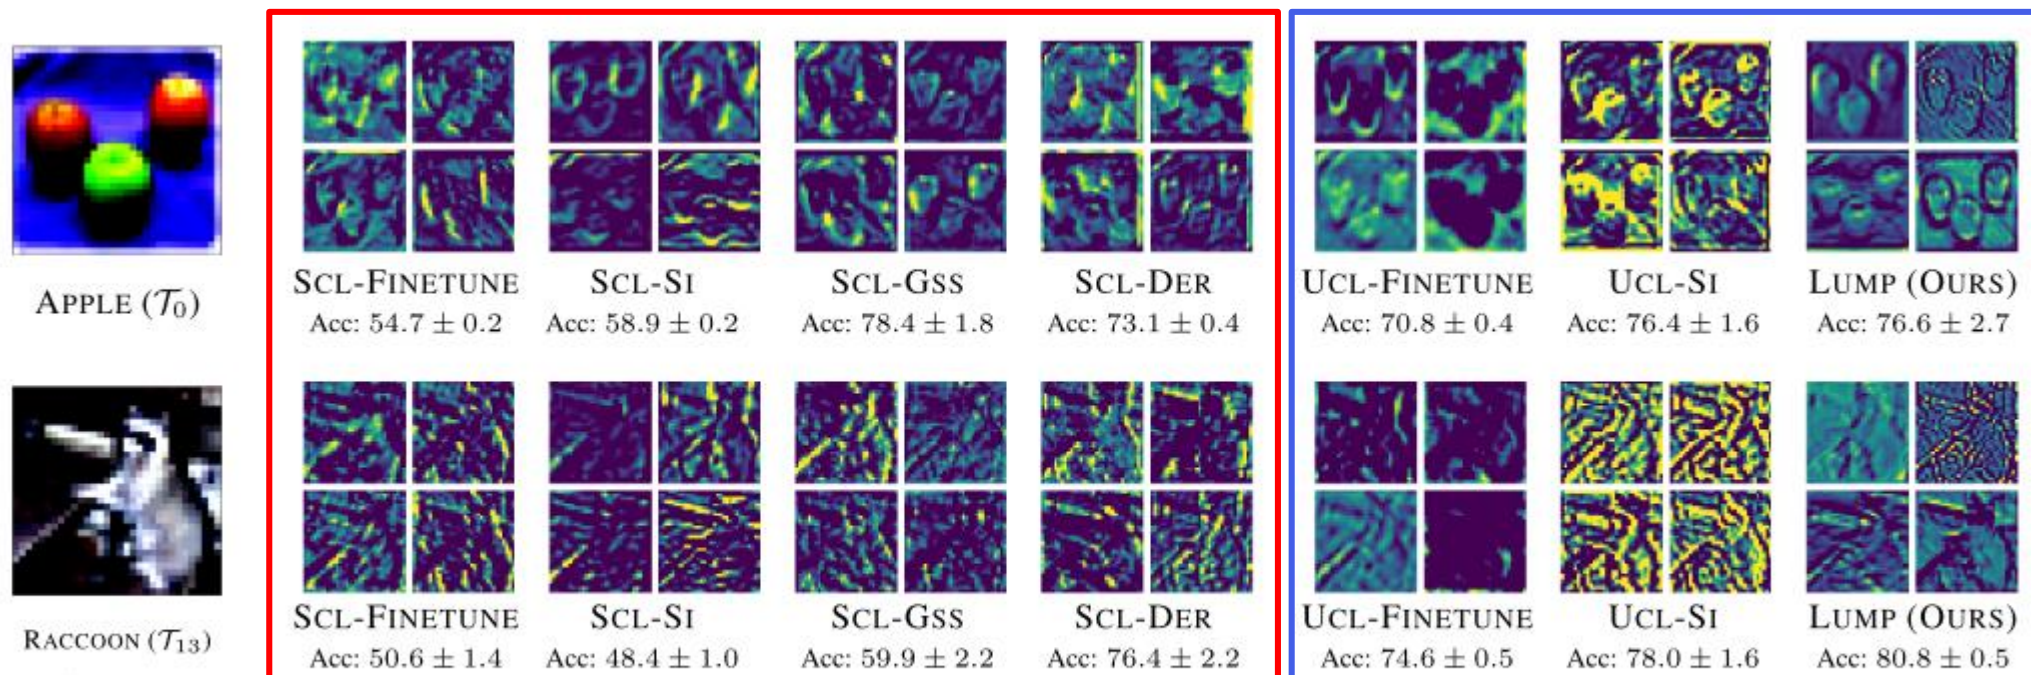 APPLE (𝒯0)
SCL-FINETUNE SCL-SI SCL-GSS SCL-DER UCL-FINETUNE UCL-SI LUMP (OURS)
Acc: 54.7 ± 0.2 Acc: 58.9 ± 0.2 Acc: 78.4 ± 1.8 Acc: 73.1 ± 0.4 Acc: 70.8 ± 0.4 Acc: 76.4 ± 1.6 Acc: 76.6 ± 2.7
RACCOON (𝒯13)
SCL-FINETUNE SCL-SI SCL-GSS SCL-DER UCL-FINETUNE UCL-SI LUMP (OURS)
Acc: 50.6 ± 1.4 Acc: 48.4 ± 1.0 Acc: 59.9 ± 2.2 Acc: 76.4 ± 2.2 Acc: 74.6 ± 0.5 Acc: 78.0 ± 1.6 Acc: 80.8 ± 0.5